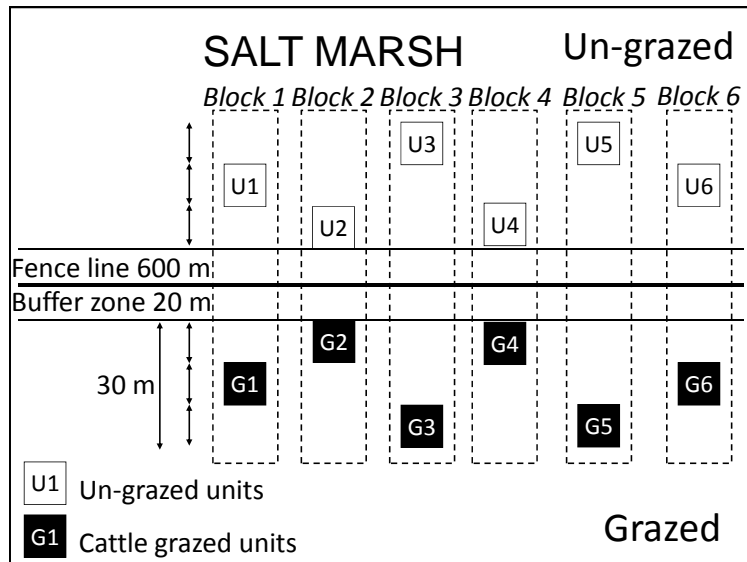 SALT MARSH Un-grazed
Block 1 Block 2 Block 3 Block 4 Block 5 Block 6
U3 U5
U1 U6
U2 U4
Fence line 600 m
Buffer zone 20 m
G2 G4
30 m G1 G6
G3 G5
U1 Un-grazed units
G1 Cattle grazed units
Grazed